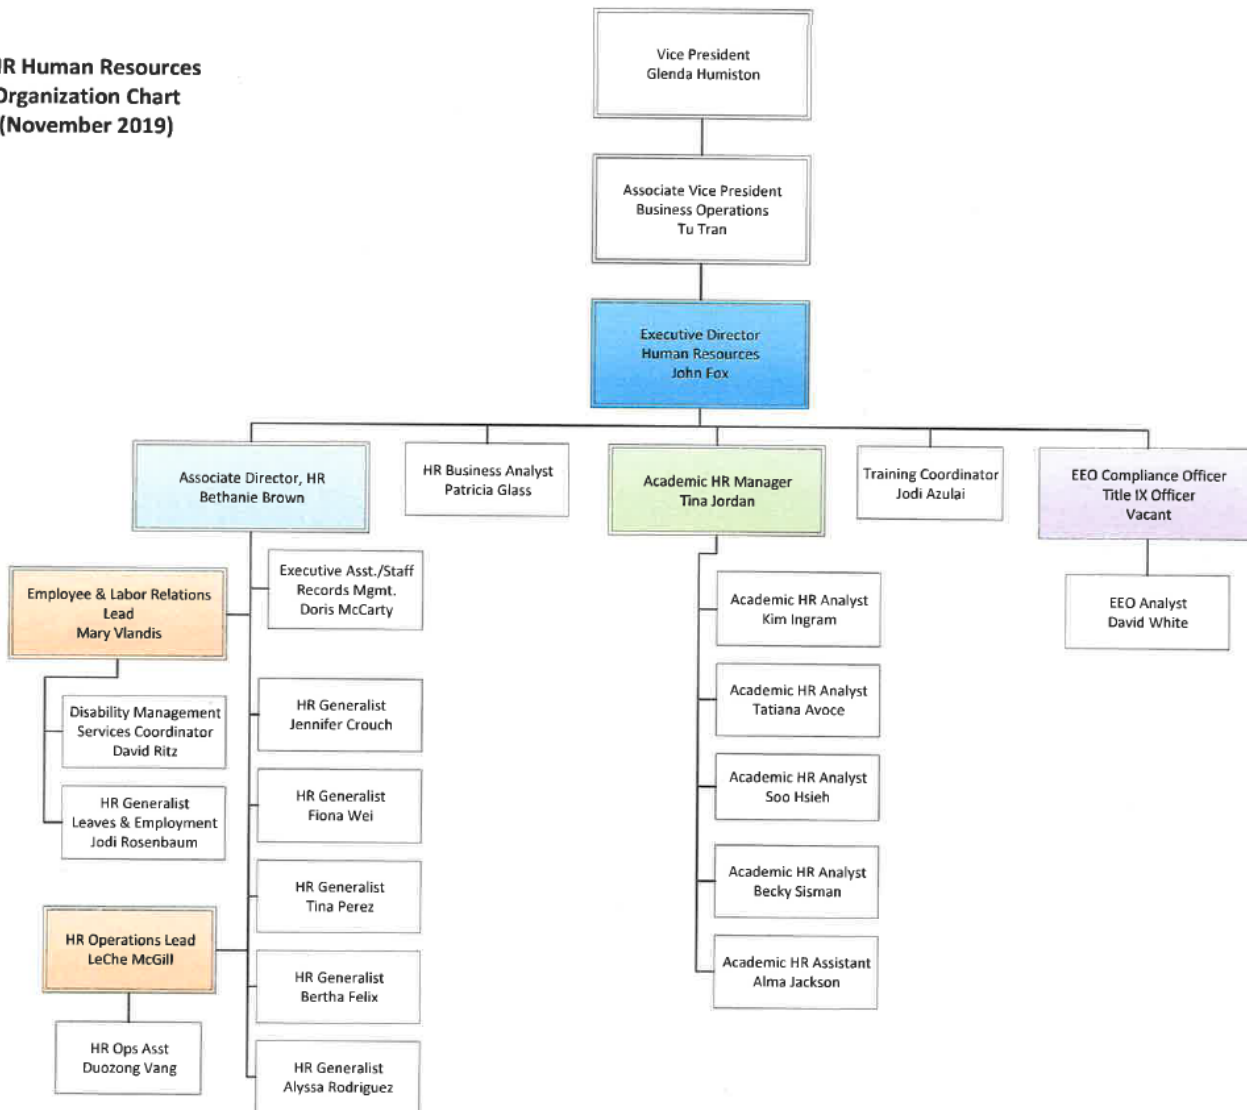 HR Human Resources
Organization Chart
(November 2019)
Vice President
Glenda Humiston
Associate Vice President
Business Operations
Tu Tran
Executive Director
Human Resources
John Fox
Associate Director, HR
Bethanie Brown
HR Business Analyst
Patricia Glass
Academic HR Manager
Tina Jordan
Training Coordinator
Jodi Azulai
EEO Compliance Officer
Title IX Officer
Vacant
Executive Asst./Staff
Records Mgmt.
Doris McCarty
Employee & Labor Relations
Lead
Mary Vlandis
Disability Management
Services Coordinator
David Ritz
HR Generalist
Leaves & Employment
Jodi Rosenbaum
HR Operations Lead
LeChe McGill
HR Ops Asst
Duozong Vang
HR Generalist
Jennifer Crouch
HR Generalist
Fiona Wei
HR Generalist
Tina Perez
HR Generalist
Bertha Felix
HR Generalist
Alyssa Rodriguez
Academic HR Analyst
Kim Ingram
Academic HR Analyst
Tatiana Avoce
Academic HR Analyst
Soo Hsieh
Academic HR Analyst
Becky Sisman
Academic HR Assistant
Alma Jackson
EEO Analyst
David White